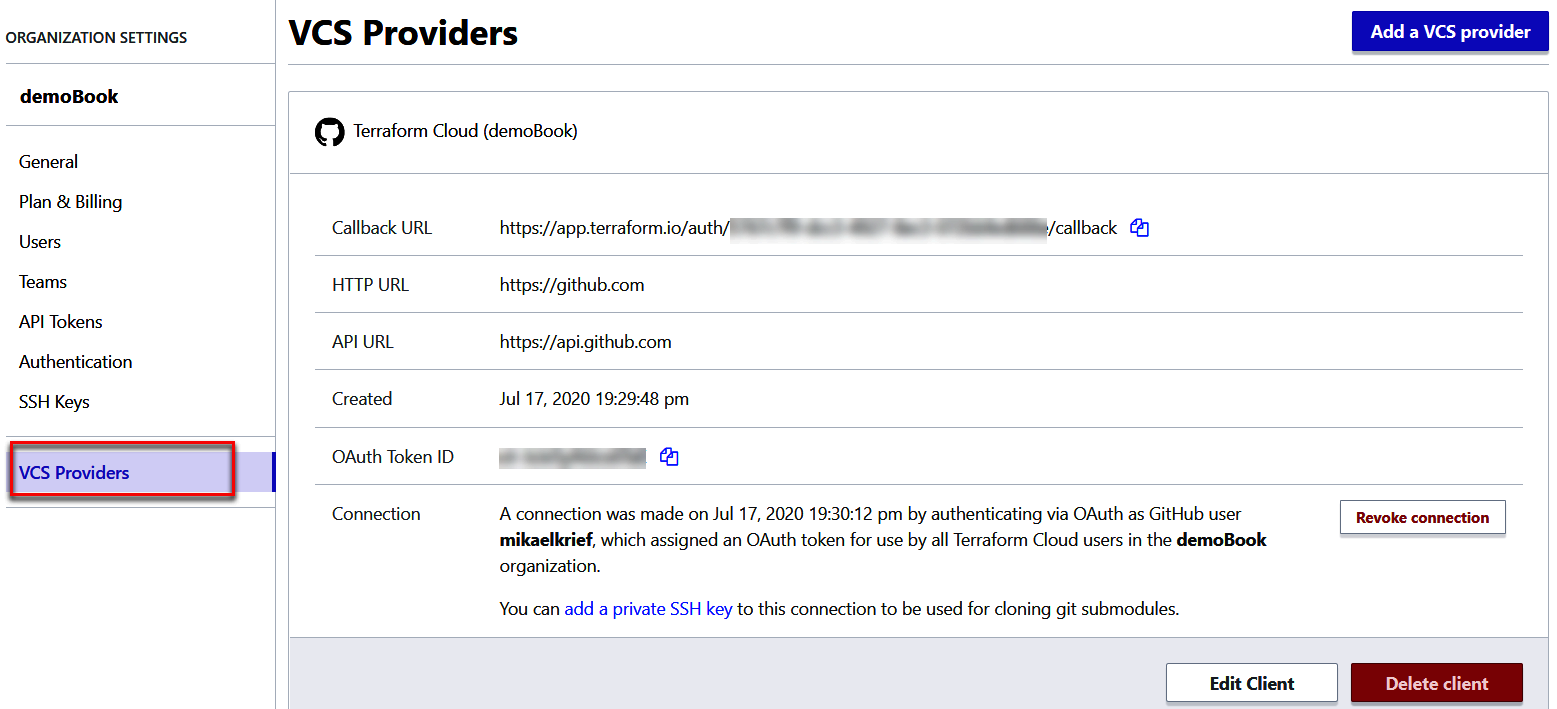 ORGANIZATION SETTINGS
demoBook
General
Plan & Billing
Users
Teams
API Tokens
Authentication
SSH Keys
VCS Providers
VCS Providers
Add a VCS provider
Terraform Cloud (demoBook)
Callback URL https://app.terraform.io/auth/ /callback
HTTP URL https://github.com
API URL https://api.github.com
Created Jul 17, 2020 19:29:48 pm
OAuth Token ID
Connection A connection was made on Jul 17, 2020 19:30:12 pm by authenticating via OAuth as GitHub user
mikaelkrief, which assigned an OAuth token for use by all Terraform Cloud users in the demoBook
organization.
Revoke connection
You can add a private SSH key to this connection to be used for cloning git submodules.
Edit Client Delete client